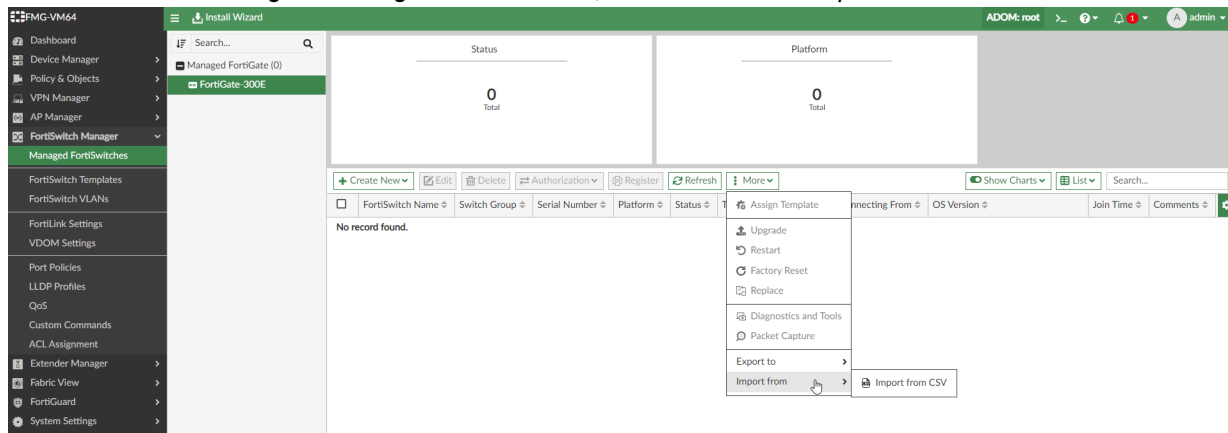 FMG-VM64
Install Wizard
ADOM: root
1
A admin
Dashboard
Device Manager
Policy & Objects
VPN Manager
AP Manager
FortiSwitch Manager
Managed FortiSwitches
FortiSwitch Templates
FortiSwitch VLANs
FortiLink Settings
VDOM Settings
Port Policies
LLDP Profiles
QoS
Custom Commands
ACL Assignment
Extender Manager
Fabric View
FortiGuard
System Settings
Search...
Managed FortiGate (0)
FortiGate-300E
Status
0
Total
Platform
0
Total
Create New Edit Delete Authorization Register Refresh More Show Charts List Search...
FortiSwitch Name Switch Group Serial Number Platform Status T nnecting From OS Version Join Time Comments
No record found.
Assign Template
Upgrade
Restart
Factory Reset
Replace
Diagnostics and Tools
Packet Capture
Export to
Import from
Import from CSV